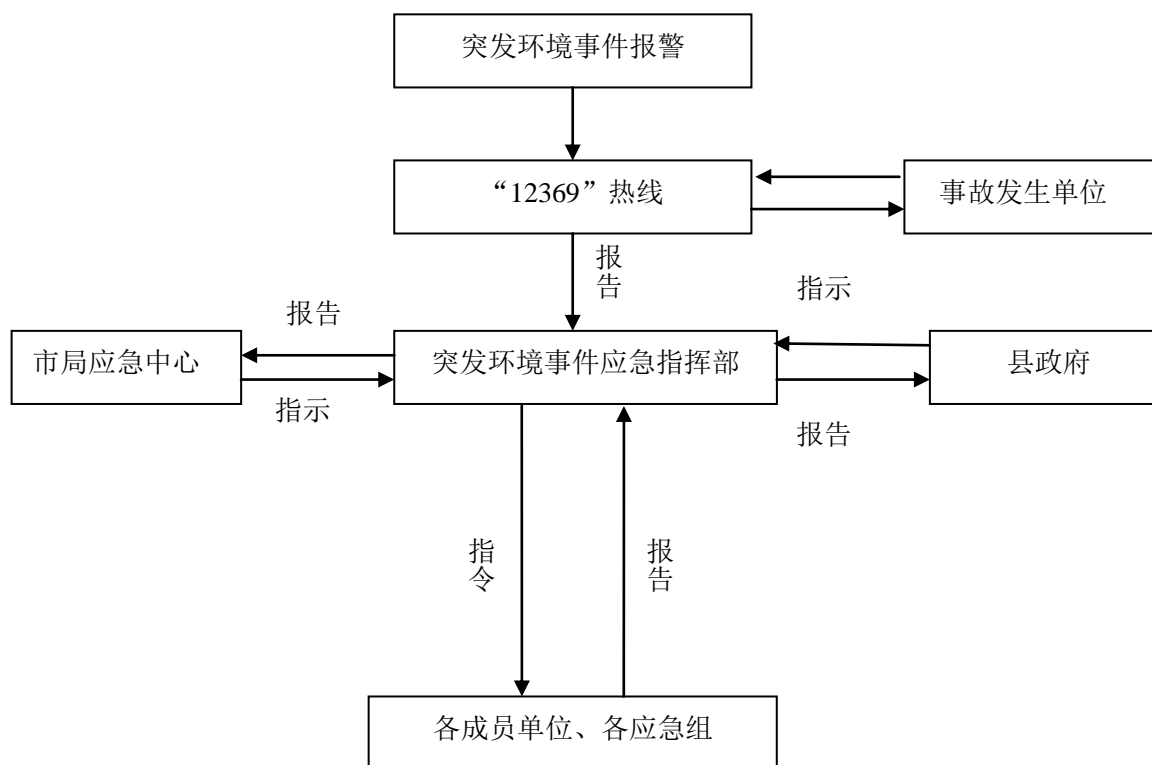 突发环境事件报警
“12369”热线
事故发生单位
报告
指示
报告
市局应急中心
突发环境事件应急指挥部
县政府
指示
报告
指令
报告
各成员单位、各应急组